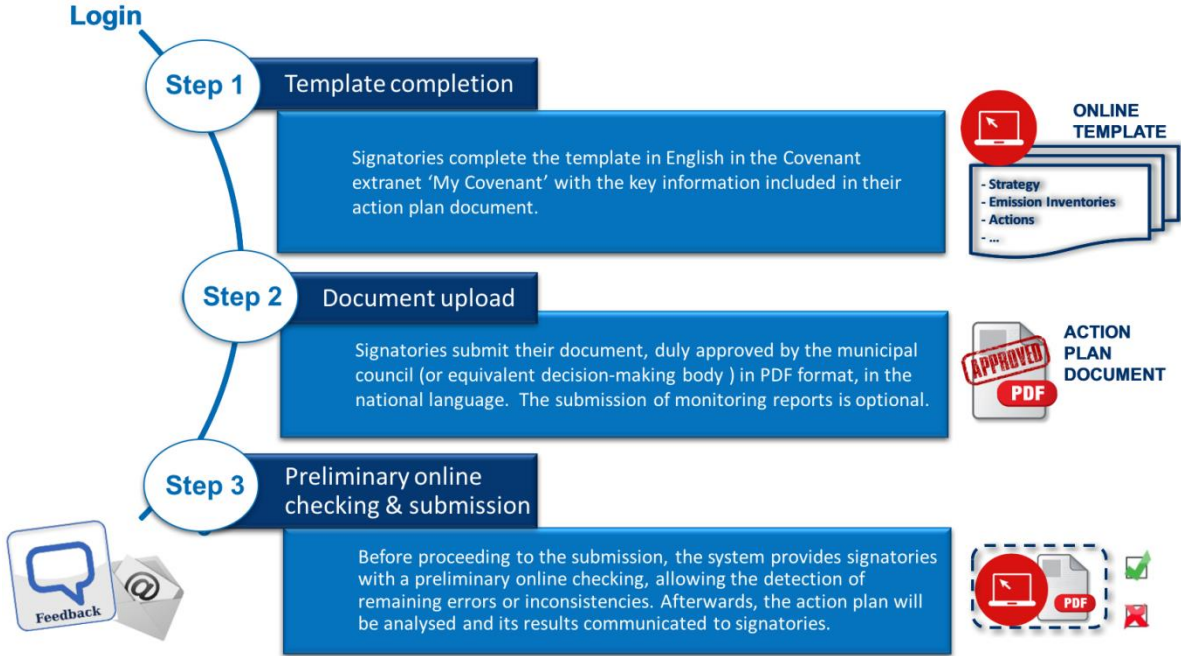 Login
Step 1
Template completion
Signatories complete the template in English in the Covenant
extranet ‘My Covenant’ with the key information included in their
action plan document.
ONLINE
TEMPLATE
- Strategy
- Emission Inventories
- Actions
- ...
Step 2
Document upload
Signatories submit their document, duly approved by the municipal
council (or equivalent decision-making body ) in PDF format, in the
national language.  The submission of monitoring reports is optional.
APPROVED
PDF
ACTION
PLAN
DOCUMENT
Step 3
Preliminary online
checking & submission
Before proceeding to the submission, the system provides signatories
with a preliminary online checking, allowing the detection of
remaining errors or inconsistencies. Afterwards, the action plan will
be analysed and its results communicated to signatories.
Feedback
@
PDF